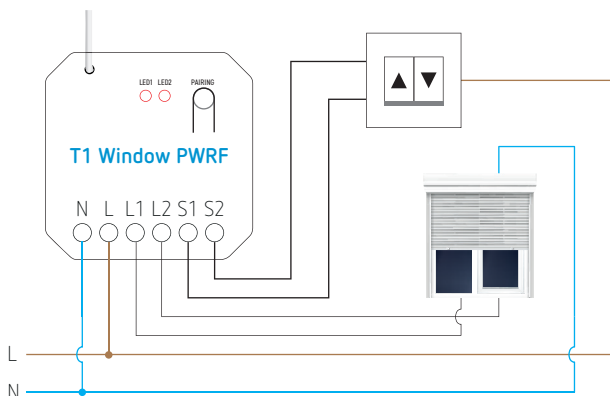 LED1 LED2 PAIRING
T1 Window PWRF
N L L1 L2 S1 S2
L
N